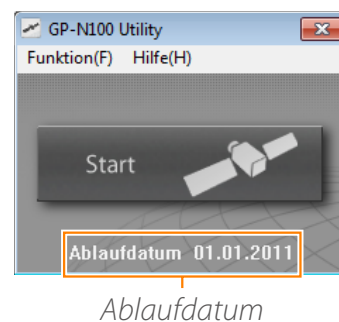 GP-N100 Utility
Funktion(F) Hilfe(H)
Start
Ablaufdatum 01.01.2011
Ablaufdatum